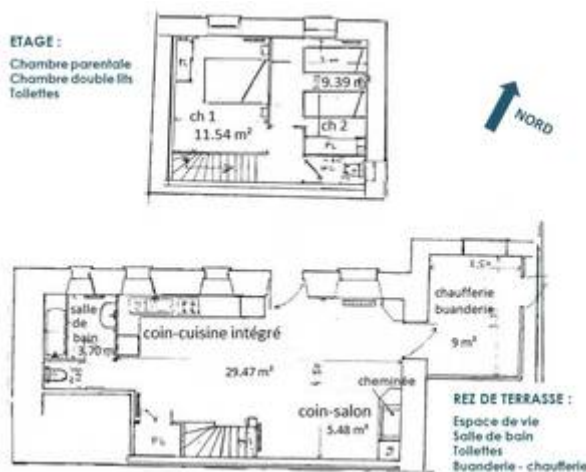 ETAGE :
Chambre parentale
Chambre double lits
Toilettes
ch 1
11.54 m²
9.39 m²
ch 2
PL
NORD
salle
de
bain
3.70 m²
coin-cuisine intégré
29.47 m²
coin-salon
5.48 m²
cheminée
chaufferie
buanderie
9 m²
PL
REZ DE TERRASSE :
Espace de vie
Salle de bain
Toilettes
Buanderie - chaufferie